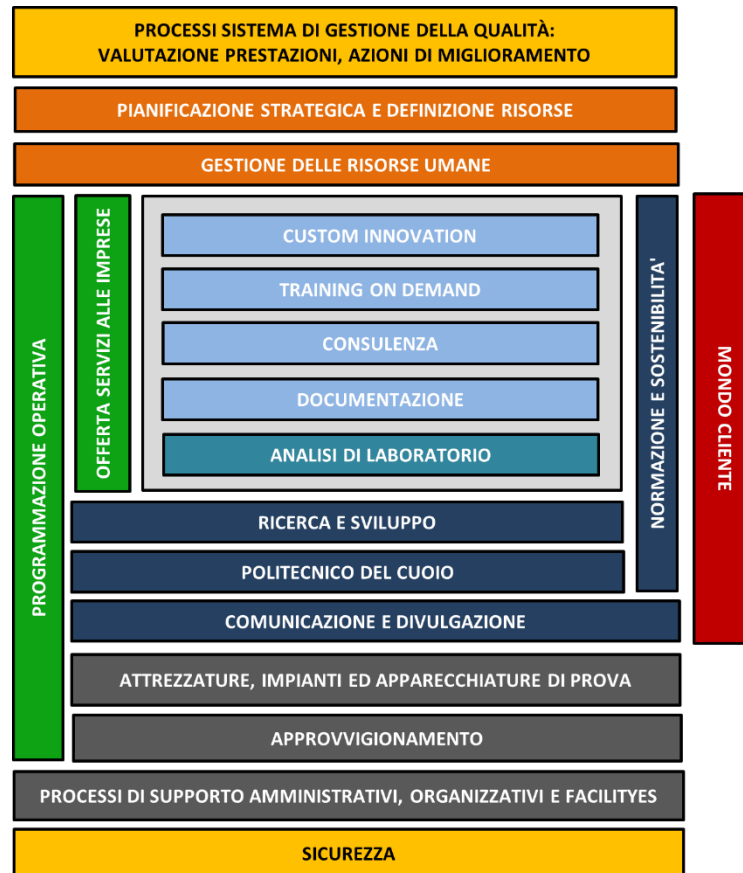 PROCESSI SISTEMA DI GESTIONE DELLA QUALITÀ:
VALUTAZIONE PRESTAZIONI, AZIONI DI MIGLIORAMENTO
PIANIFICAZIONE STRATEGICA E DEFINIZIONE RISORSE
GESTIONE DELLE RISORSE UMANE
PROGRAMMAZIONE OPERATIVA
OFFERTA SERVIZI ALLE IMPRESE
CUSTOM INNOVATION
TRAINING ON DEMAND
CONSULENZA
DOCUMENTAZIONE
ANALISI DI LABORATORIO
NORMAZIONE E SOSTENIBILITA'
MONDO CLIENTE
RICERCA E SVILUPPO
POLITECNICO DEL CUOIO
COMUNICAZIONE E DIVULGAZIONE
ATTREZZATURE, IMPIANTI ED APPARECCHIATURE DI PROVA
APPROVVIGIONAMENTO
PROCESSI DI SUPPORTO AMMINISTRATIVI, ORGANIZZATIVI E FACILITYES
SICUREZZA